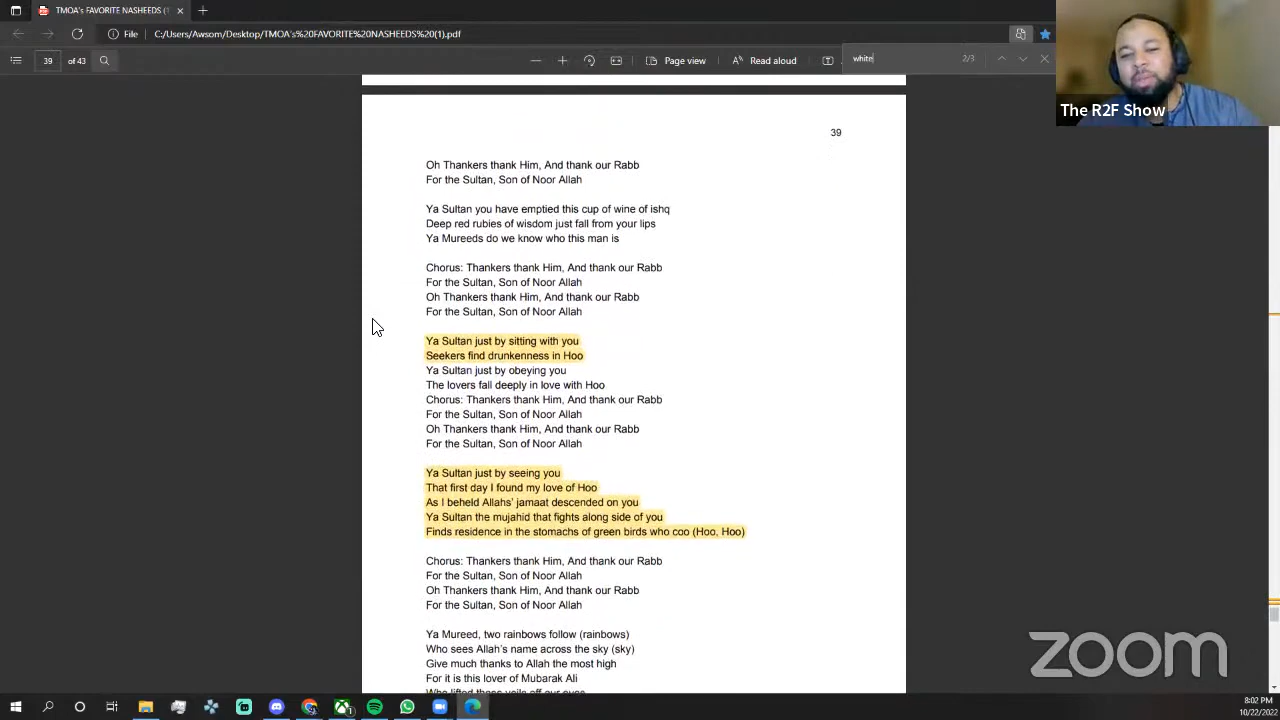 TMOA's FAVORITE NASHEEDS (1
File
C:/Users/Awsom/Desktop/TMOA's%20FAVORITE%20NASHEEDS%20(1).pdf
39 of 43
Page view
Read aloud
white
2/3
The R2F Show
39
Oh Thankers thank Him, And thank our Rabb
For the Sultan, Son of Noor Allah
Ya Sultan you have emptied this cup of wine of ishq
Deep red rubies of wisdom just fall from your lips
Ya Mureeds do we know who this man is
Chorus: Thankers thank Him, And thank our Rabb
For the Sultan, Son of Noor Allah
Oh Thankers thank Him, And thank our Rabb
For the Sultan, Son of Noor Allah
Ya Sultan just by sitting with you
Seekers find drunkenness in Hoo
Ya Sultan just by obeying you
The lovers fall deeply in love with Hoo
Chorus: Thankers thank Him, And thank our Rabb
For the Sultan, Son of Noor Allah
Oh Thankers thank Him, And thank our Rabb
For the Sultan, Son of Noor Allah
Ya Sultan just by seeing you
That first day I found my love of Hoo
As I beheld Allahs' jamaat descended on you
Ya Sultan the mujahid that fights along side of you
Finds residence in the stomachs of green birds who coo (Hoo, Hoo)
Chorus: Thankers thank Him, And thank our Rabb
For the Sultan, Son of Noor Allah
Oh Thankers thank Him, And thank our Rabb
For the Sultan, Son of Noor Allah
Ya Mureed, two rainbows follow (rainbows)
Who sees Allah's name across the sky (sky)
Give much thanks to Allah the most high
For it is this lover of Mubarak Ali
Who lifted these veils off our eyes
zoom
8:02 PM
10/22/2022